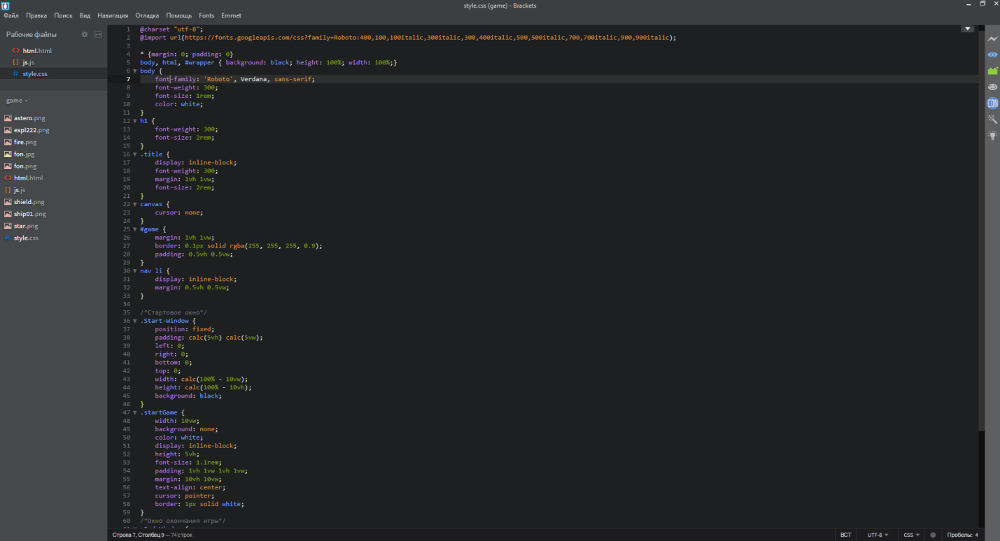 style.css (game) - Brackets
Файл Правка Поиск Вид Навигация Отладка Помощь Fonts Emmet
Рабочие файлы
html.html
js.js
style.css
game
astero.png
expl222.png
fire.png
fon.jpg
fon.png
html.html
js.js
shield.png
ship01.png
star.png
style.css
1 @charset "utf-8";
2 @import url(https://fonts.googleapis.com/css?family=Roboto:400,100,100italic,300italic,300,400italic,500,500italic,700,700italic,900,900italic);
3
4 * {margin: 0; padding: 0}
5 body, html, #wrapper { background: black; height: 100%; width: 100%;}
6 body {
7 font-family: 'Roboto', Verdana, sans-serif;
8 font-weight: 300;
9 font-size: 1rem;
10 color: white;
11 }
12 h1 {
13 font-weight: 300;
14 font-size: 2rem;
15 }
16 .title {
17 display: inline-block;
18 font-weight: 300;
19 margin: 1vh 1vw;
20 font-size: 2rem;
21 }
22 canvas {
23 cursor: none;
24 }
25 #game {
26 margin: 1vh 1vw;
27 border: 0.1px solid rgba(255, 255, 255, 0.9);
28 padding: 0.5vh 0.5vw;
29 }
30 nav li {
31 display: inline-block;
32 margin: 0.5vh 0.5vw;
33 }
34
35 /*Стартовое окно*/
36 .Start-Window {
37 position: fixed;
38 padding: calc(5vh) calc(5vw);
39 left: 0;
40 right: 0;
41 bottom: 0;
42 top: 0;
43 width: calc(100% - 10vw);
44 height: calc(100% - 10vh);
45 background: black;
46 }
47 .startGame {
48 width: 10vw;
49 background: none;
50 color: white;
51 display: inline-block;
52 height: 5vh;
53 font-size: 1.1rem;
54 padding: 1vh 1vw 1vh 1vw;
55 margin: 10vh 10vw;
56 text-align: center;
57 cursor: pointer;
58 border: 1px solid white;
59 }
60 /*Окно окончания игры*/
CDN
Строка 7, Столбец 9 — 74 строк
ВСТ UTF-8 CSS Пробелы: 4